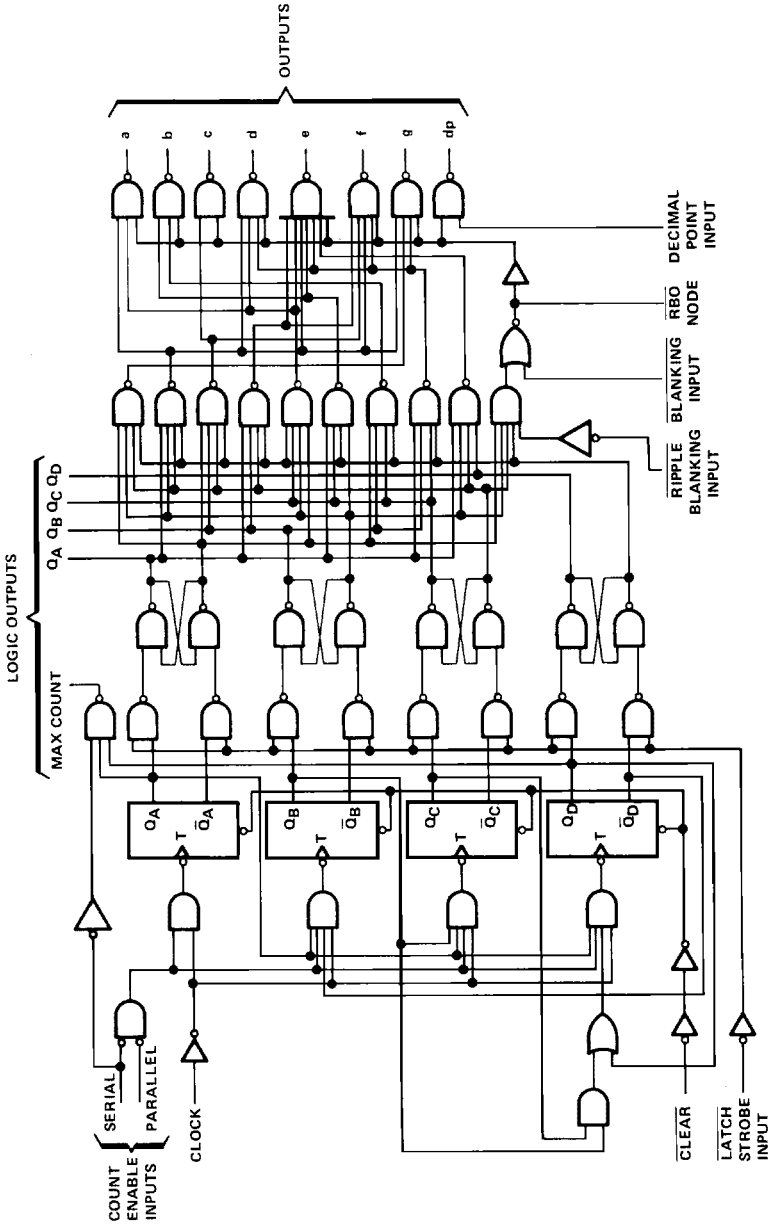 COUNT
ENABLE
INPUTS
SERIAL
PARALLEL
CLOCK
CLEAR
LATCH
STROBE
INPUT
T
QA
Q̅A
T
QB
Q̅B
T
QC
Q̅C
T
QD
Q̅D
LOGIC OUTPUTS
MAX COUNT
QA
QB
QC
QD
RIPPLE
BLANKING
INPUT
BLANKING
INPUT
RBO
NODE
DECIMAL
POINT
INPUT
a
b
c
d
e
f
g
dp
OUTPUTS